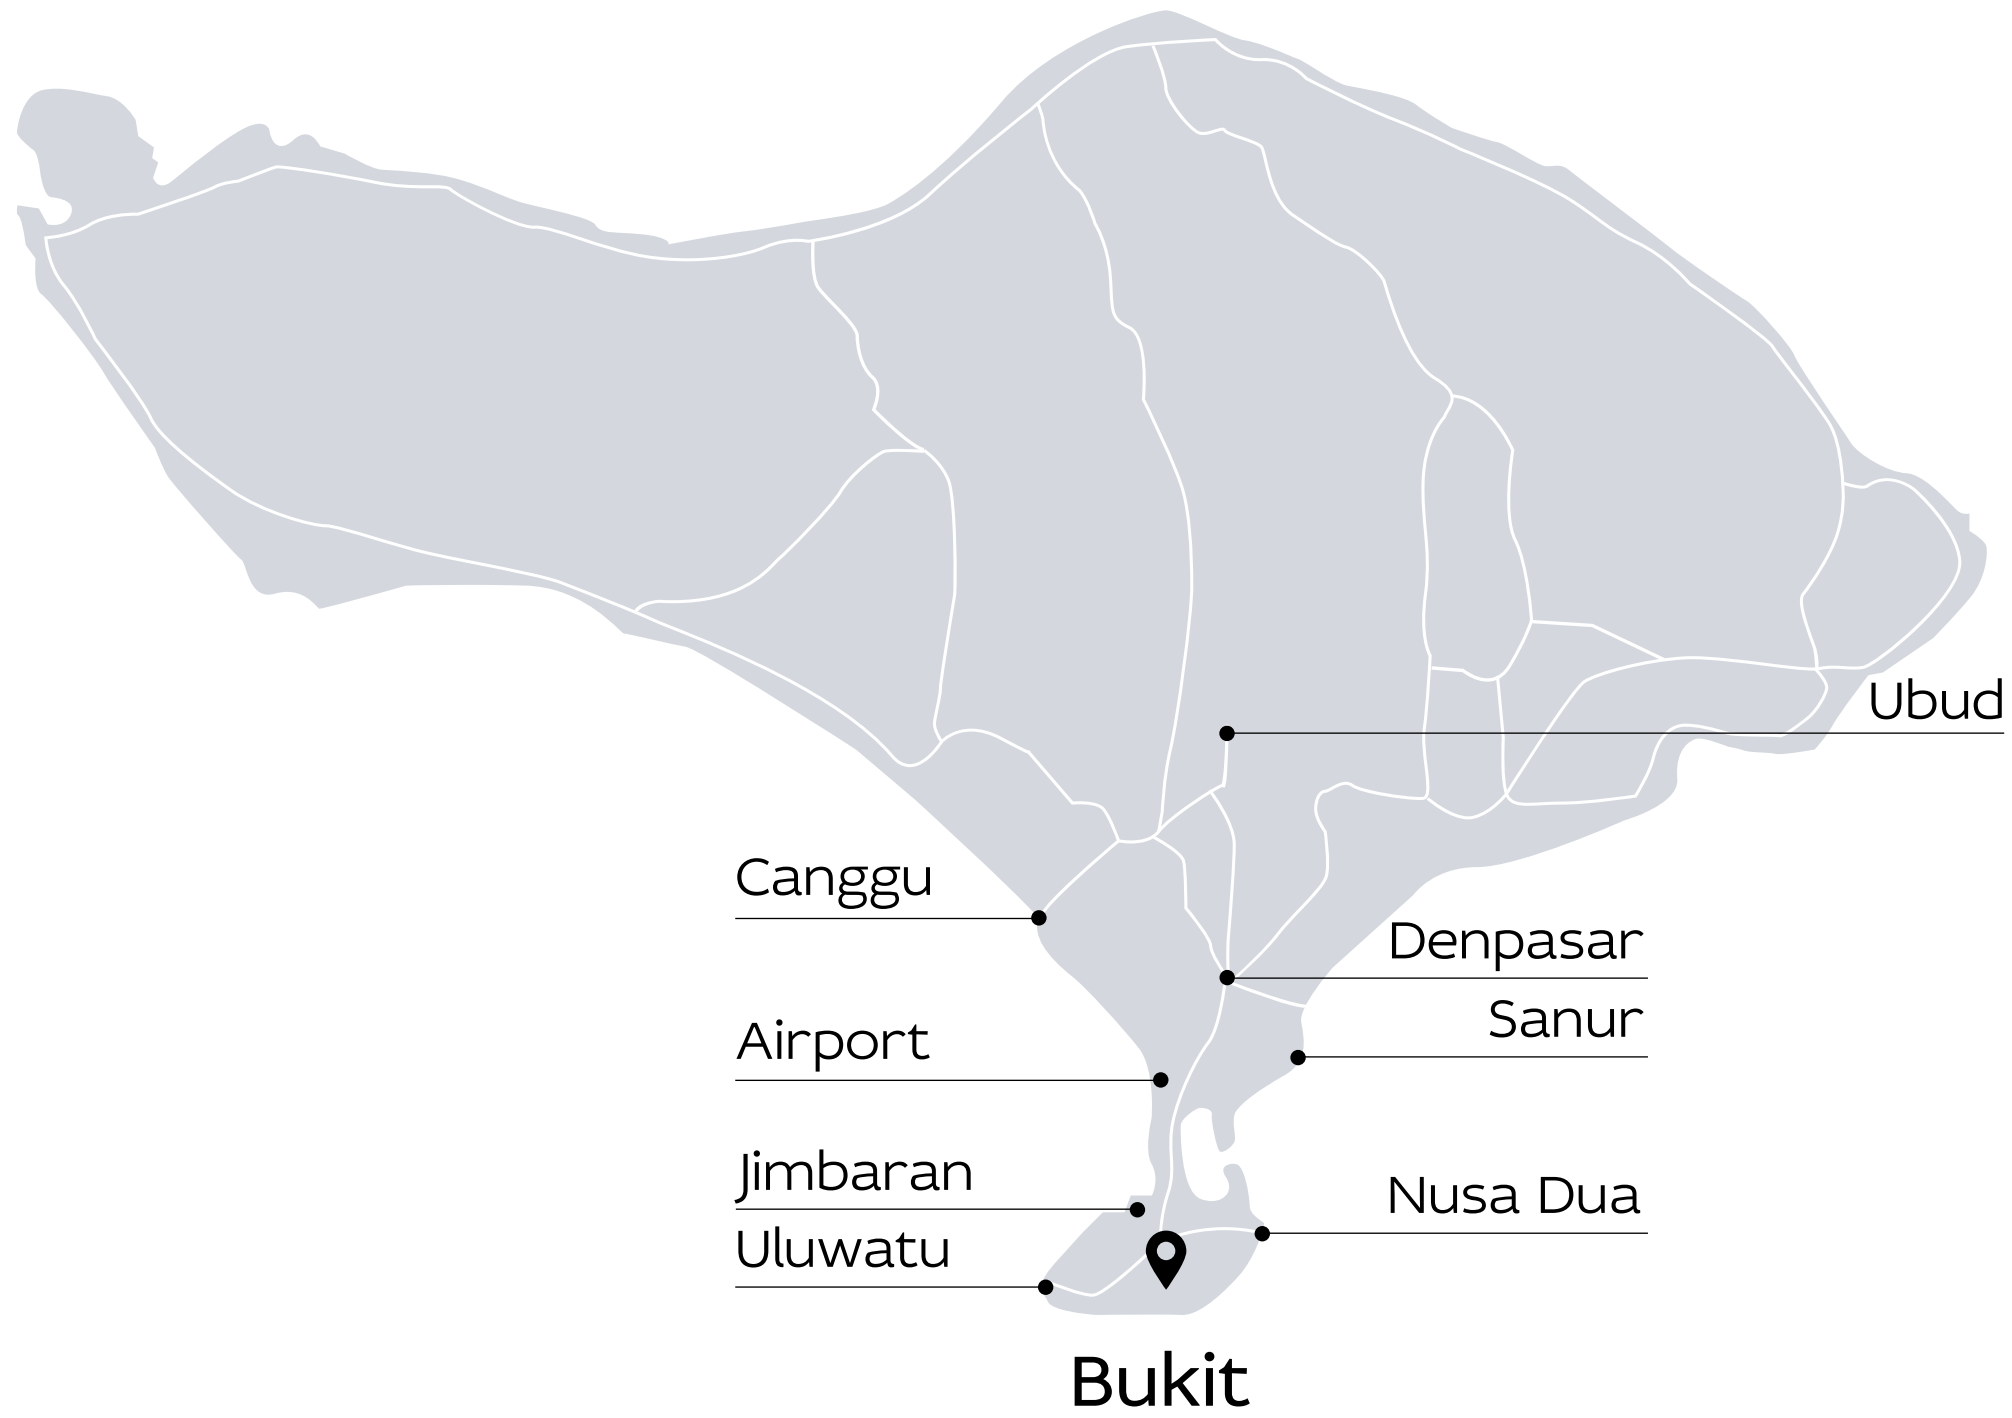 Ubud
Canggu
Denpasar
Sanur
Airport
Jimbaran
Nusa Dua
Uluwatu
Bukit